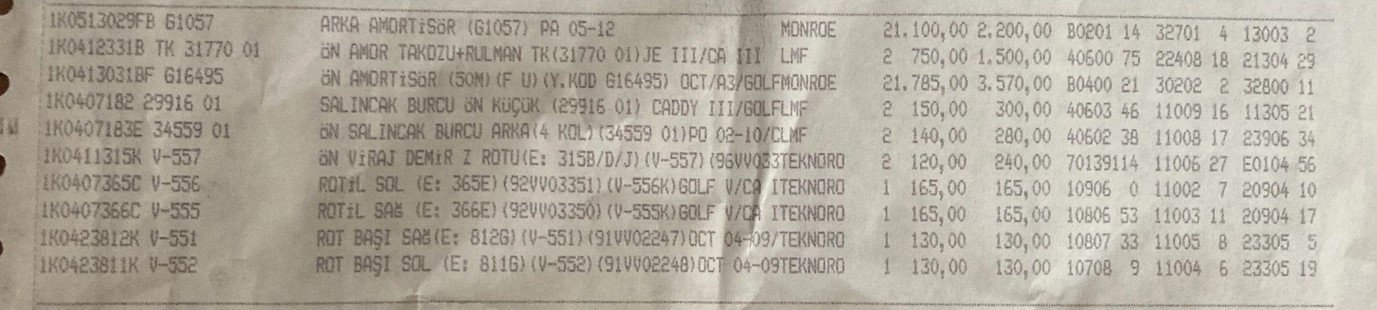 1K0513029FB G1057 ARKA AMORTiSöR (G1057) PA 05-12 MONROE 21.100,00 2.200,00 B0201 14 32701 4 13003 2
1K0412331B TK 31770 01 öN AMOR TAKOZU+RULMAN TK(31770 01)JE III/CA III LMF 2 750,00 1.500,00 40600 75 22408 18 21304 29
1K0413031BF G16495 öN AMORTiSöR (50M)(F U)(Y.KOD G16495) OCT/A3/GOLFMONROE 21.785,00 3.570,00 B0400 21 30202 2 32800 11
1K0407182 29916 01 SALINCAK BURCU öN KüçüK (29916 01) CADDY III/GOLFLMF 2 150,00 300,00 40603 46 11009 16 11305 21
1K0407183E 34559 01 öN SALINCAK BURCU ARKA(4 KOL)(34559 01)PO 02-10/CLMF 2 140,00 280,00 40602 38 11008 17 23906 34
1K0411315K V-557 öN ViRAJ DEMiR Z ROTU(E: 315B/D/J)(V-557)(96VV033TEKNORO 2 120,00 240,00 70139114 11006 27 E0104 56
1K0407365C V-556 ROTiL SOL (E: 365E)(92VV03351)(V-556K)GOLF V/CA ITEKNORO 1 165,00 165,00 10906 0 11002 7 20904 10
1K0407366C V-555 ROTiL SAğ (E: 366E)(92VV03350)(V-555K)GOLF V/CA ITEKNORO 1 165,00 165,00 10806 53 11003 11 20904 17
1K0423812K V-551 ROT BAŞI SAğ(E: 812G)(V-551)(91VV02247)OCT 04-09/TEKNORO 1 130,00 130,00 10807 33 11005 8 23305 5
1K0423811K V-552 ROT BAŞI SOL (E: 811G)(V-552)(91VV02248)OCT 04-09TEKNORO 1 130,00 130,00 10708 9 11004 6 23305 19